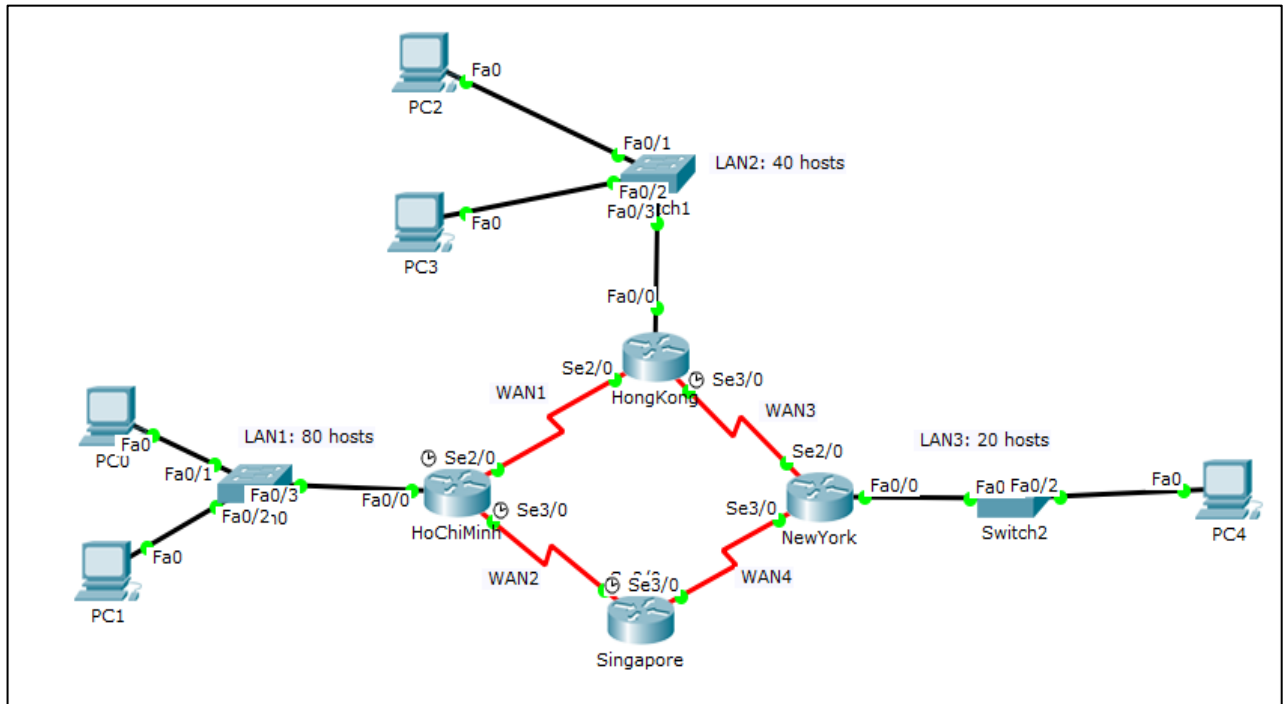 Fa0
PC2
Fa0/1
LAN2: 40 hosts
Fa0/2
Fa0/3
tch1
Fa0
PC3
Fa0/0
Se2/0
Se3/0
HongKong
WAN1
WAN3
Fa0
PC0
LAN1: 80 hosts
Fa0/1
Se2/0
Fa0/3
Fa0/0
Fa0/2
Se3/0
HoChiMinh
Fa0
PC1
Se2/0
LAN3: 20 hosts
Fa0/0
Fa0
Fa0/2
Fa0
Se3/0
NewYork
Switch2
PC4
WAN2
Se3/0
WAN4
Singapore